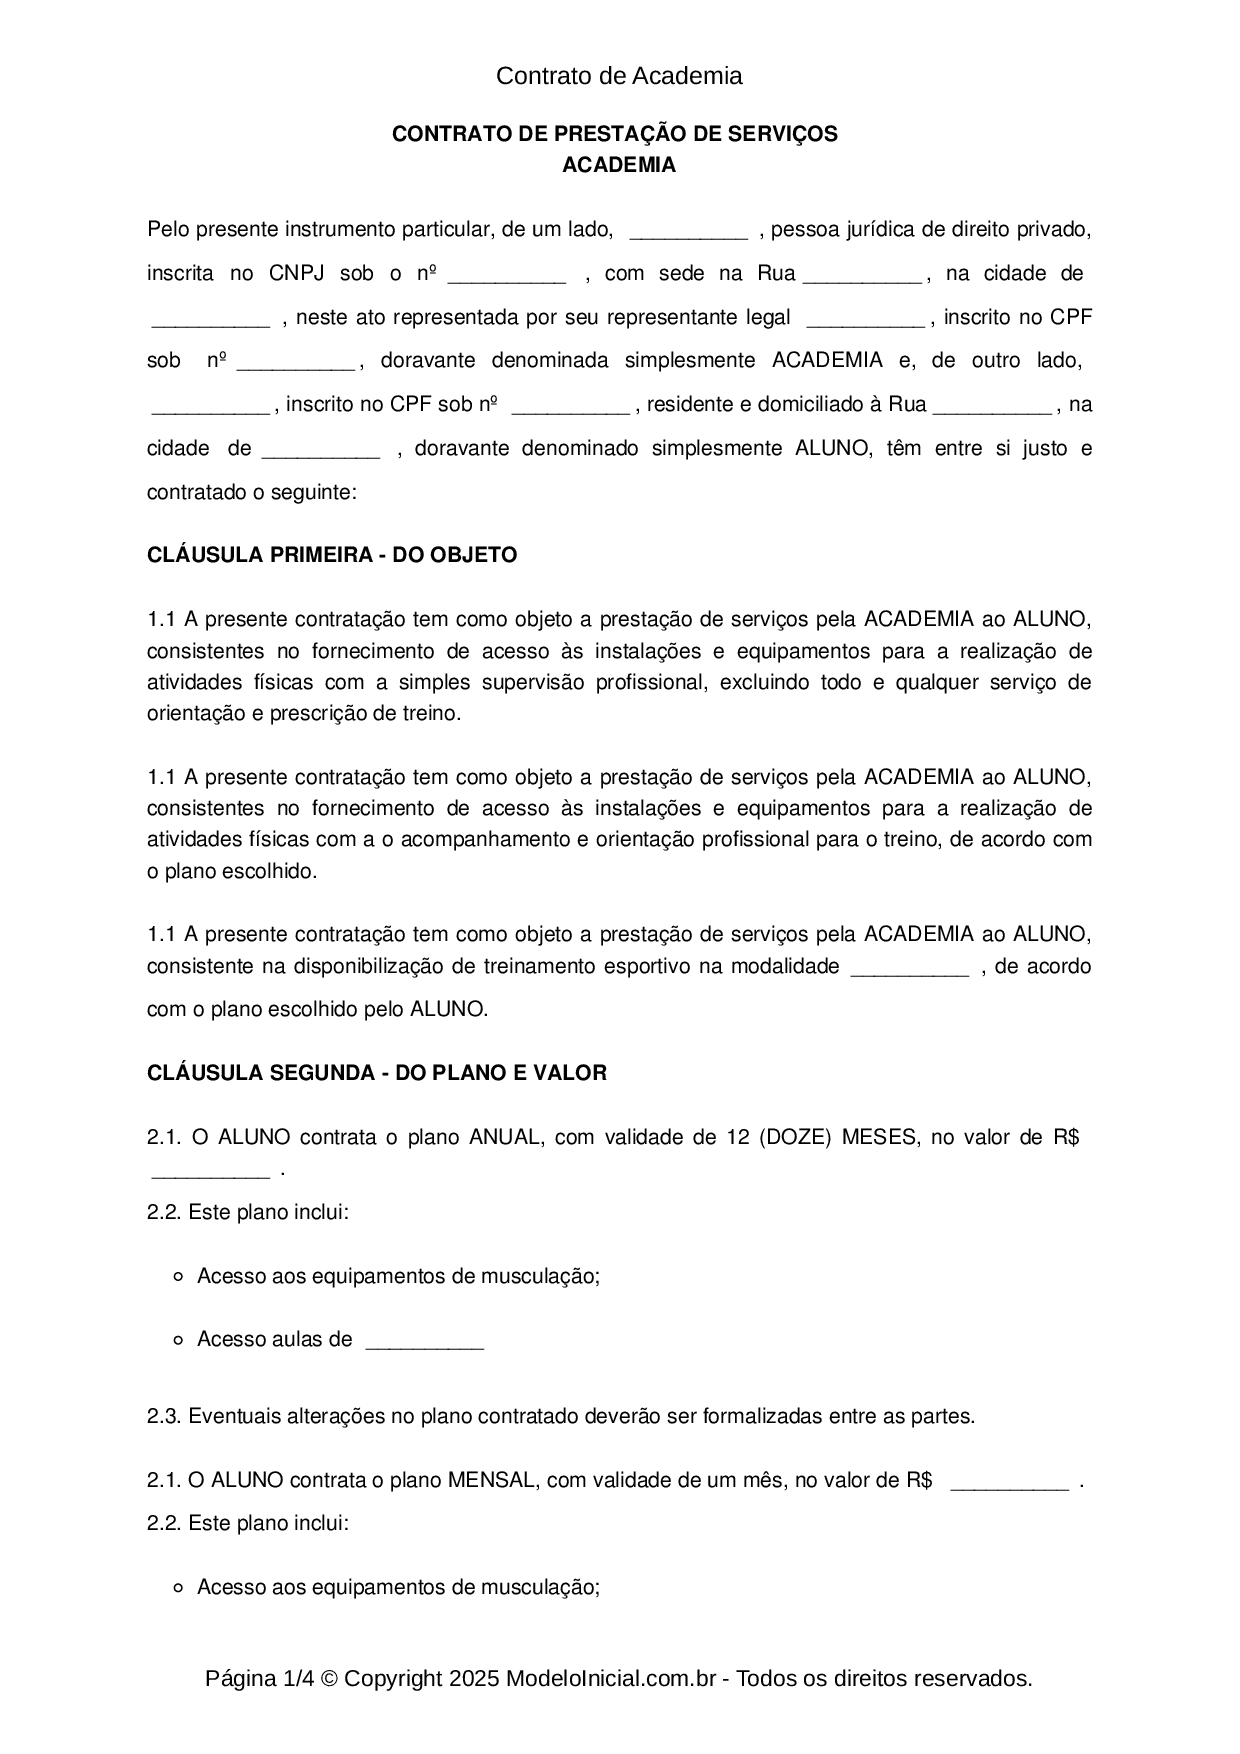 Contrato de Academia
CONTRATO DE PRESTAÇÃO DE SERVIÇOS
ACADEMIA
Pelo presente instrumento particular, de um lado, __________ , pessoa jurídica de direito privado,
inscrita no CNPJ sob o nº __________ , com sede na Rua __________, na cidade de
__________ , neste ato representada por seu representante legal __________, inscrito no CPF
sob nº __________, doravante denominada simplesmente ACADEMIA e, de outro lado,
__________, inscrito no CPF sob nº __________, residente e domiciliado à Rua __________, na
cidade de __________ , doravante denominado simplesmente ALUNO, têm entre si justo e
contratado o seguinte:
CLÁUSULA PRIMEIRA - DO OBJETO
1.1 A presente contratação tem como objeto a prestação de serviços pela ACADEMIA ao ALUNO,
consistentes no fornecimento de acesso às instalações e equipamentos para a realização de
atividades físicas com a simples supervisão profissional, excluindo todo e qualquer serviço de
orientação e prescrição de treino.
1.1 A presente contratação tem como objeto a prestação de serviços pela ACADEMIA ao ALUNO,
consistentes no fornecimento de acesso às instalações e equipamentos para a realização de
atividades físicas com a o acompanhamento e orientação profissional para o treino, de acordo com
o plano escolhido.
1.1 A presente contratação tem como objeto a prestação de serviços pela ACADEMIA ao ALUNO,
consistente na disponibilização de treinamento esportivo na modalidade __________ , de acordo
com o plano escolhido pelo ALUNO.
CLÁUSULA SEGUNDA - DO PLANO E VALOR
2.1. O ALUNO contrata o plano ANUAL, com validade de 12 (DOZE) MESES, no valor de R$
__________ .
2.2. Este plano inclui:
◦ Acesso aos equipamentos de musculação;
◦ Acesso aulas de __________
2.3. Eventuais alterações no plano contratado deverão ser formalizadas entre as partes.
2.1. O ALUNO contrata o plano MENSAL, com validade de um mês, no valor de R$ __________ .
2.2. Este plano inclui:
◦ Acesso aos equipamentos de musculação;
Página 1/4 © Copyright 2025 ModeloInicial.com.br - Todos os direitos reservados.